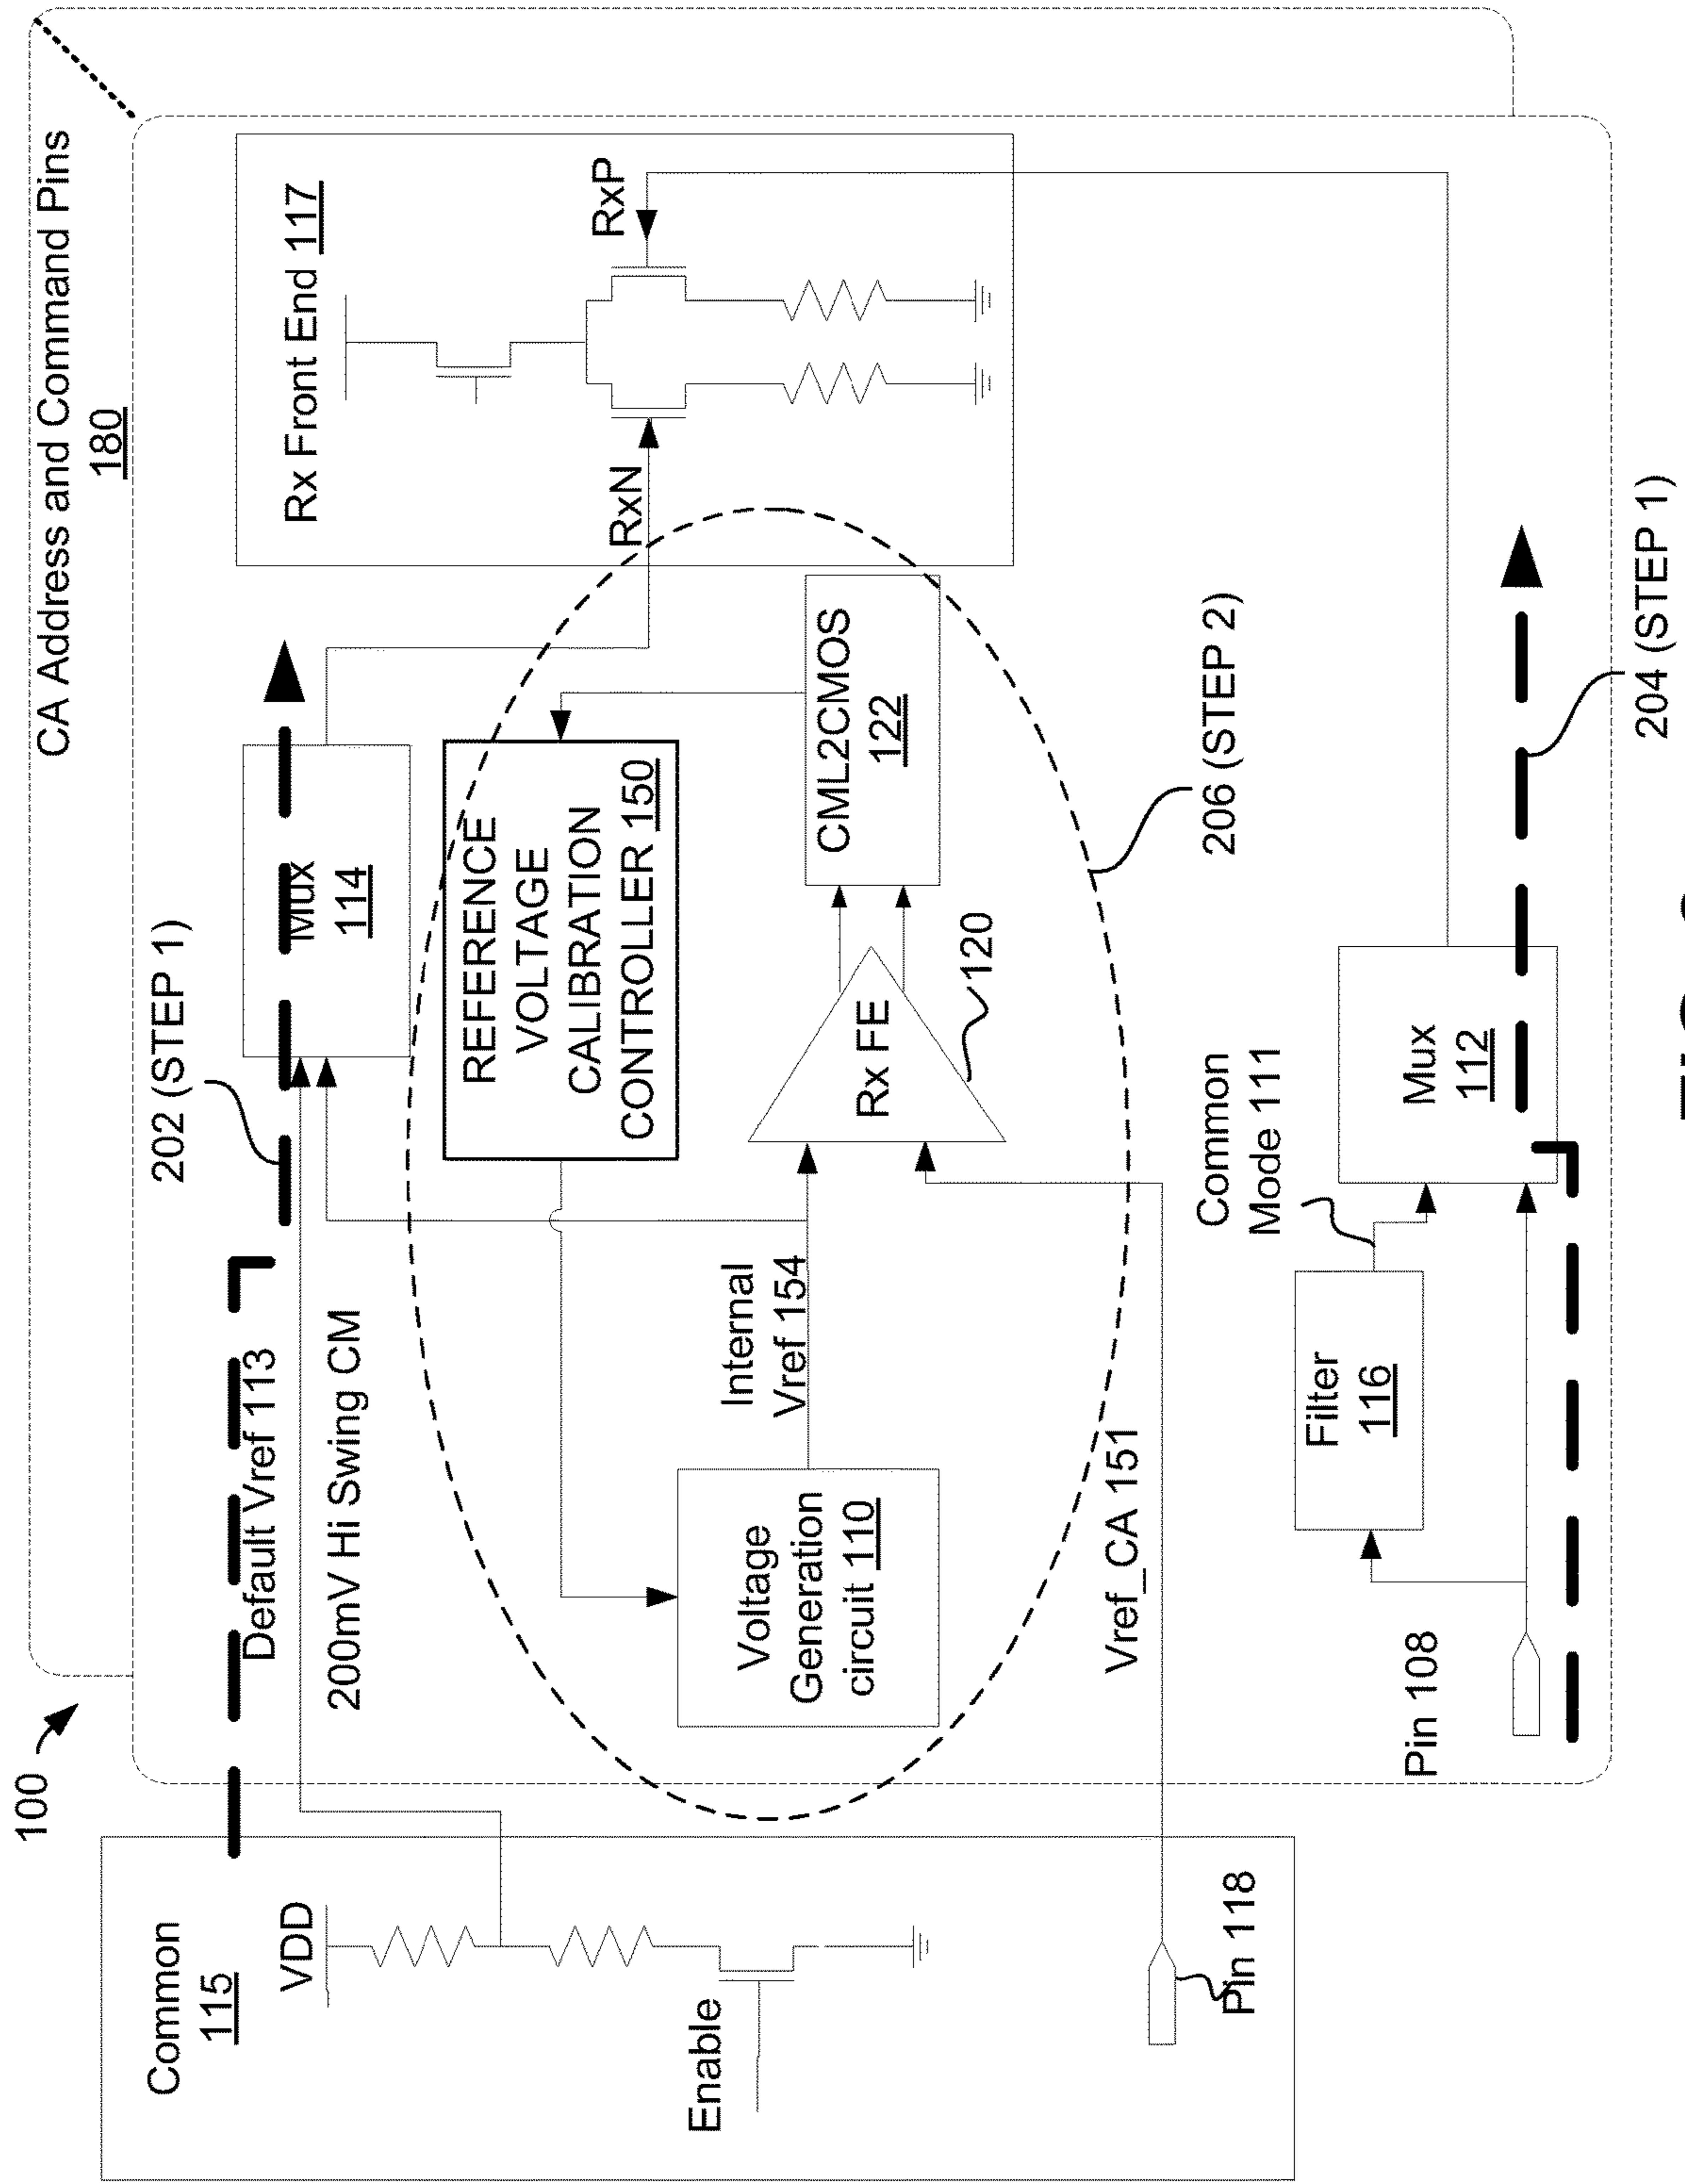 100
CA Address and Command Pins
180
Common
115
VDD
Enable
Pin 118
202 (STEP 1)
Default Vref 113
200mV Hi Swing CM
Mux
114
Rx Front End 117
RxN
RxP
REFERENCE
VOLTAGE
CALIBRATION
CONTROLLER 150
Voltage
Generation
circuit 110
Internal
Vref 154
Rx FE
120
CML2CMOS
122
Vref_CA 151
206 (STEP 2)
Common
Mode 111
Filter
116
Mux
112
Pin 108
204 (STEP 1)